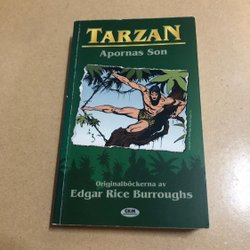 TARZAN
Apornas Son
Originalböckerna av
Edgar Rice Burroughs